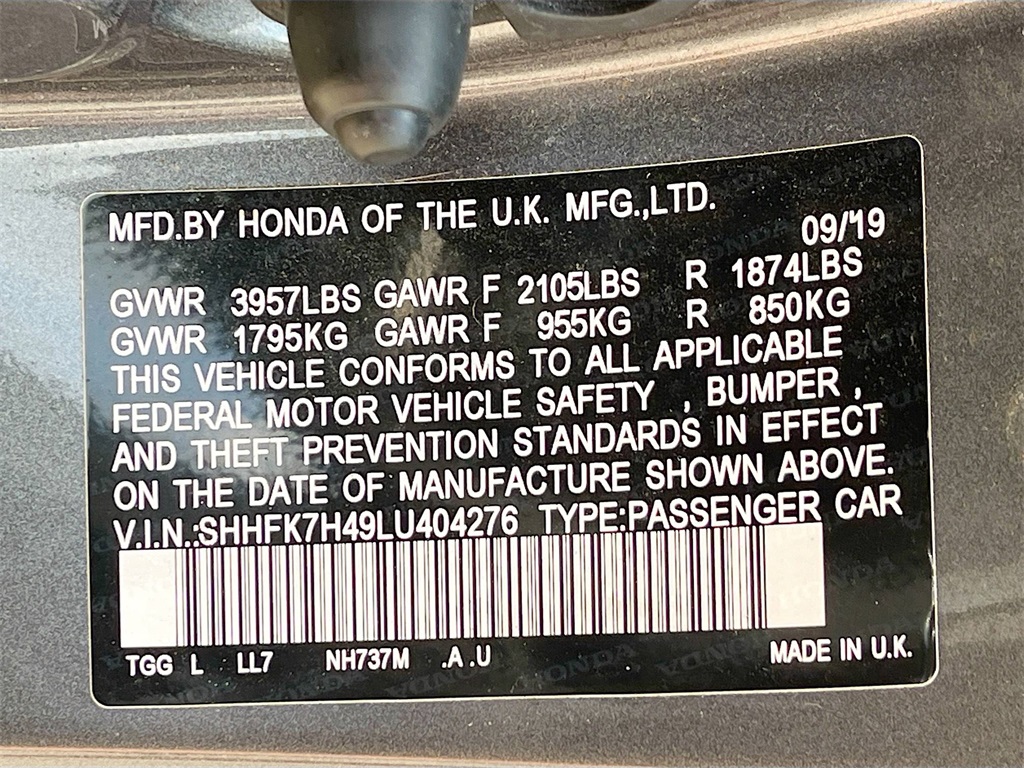 MFD.BY HONDA OF THE U.K. MFG.,LTD.
09/'19
GVWR 3957LBS GAWR F 2105LBS R 1874LBS
GVWR 1795KG GAWR F 955KG R 850KG
THIS VEHICLE CONFORMS TO ALL APPLICABLE
FEDERAL MOTOR VEHICLE SAFETY , BUMPER ,
AND THEFT PREVENTION STANDARDS IN EFFECT
ON THE DATE OF MANUFACTURE SHOWN ABOVE.
V.I.N.:SHHFK7H49LU404276 TYPE:PASSENGER CAR
TGG L LL7 NH737M .A .U MADE IN U.K.